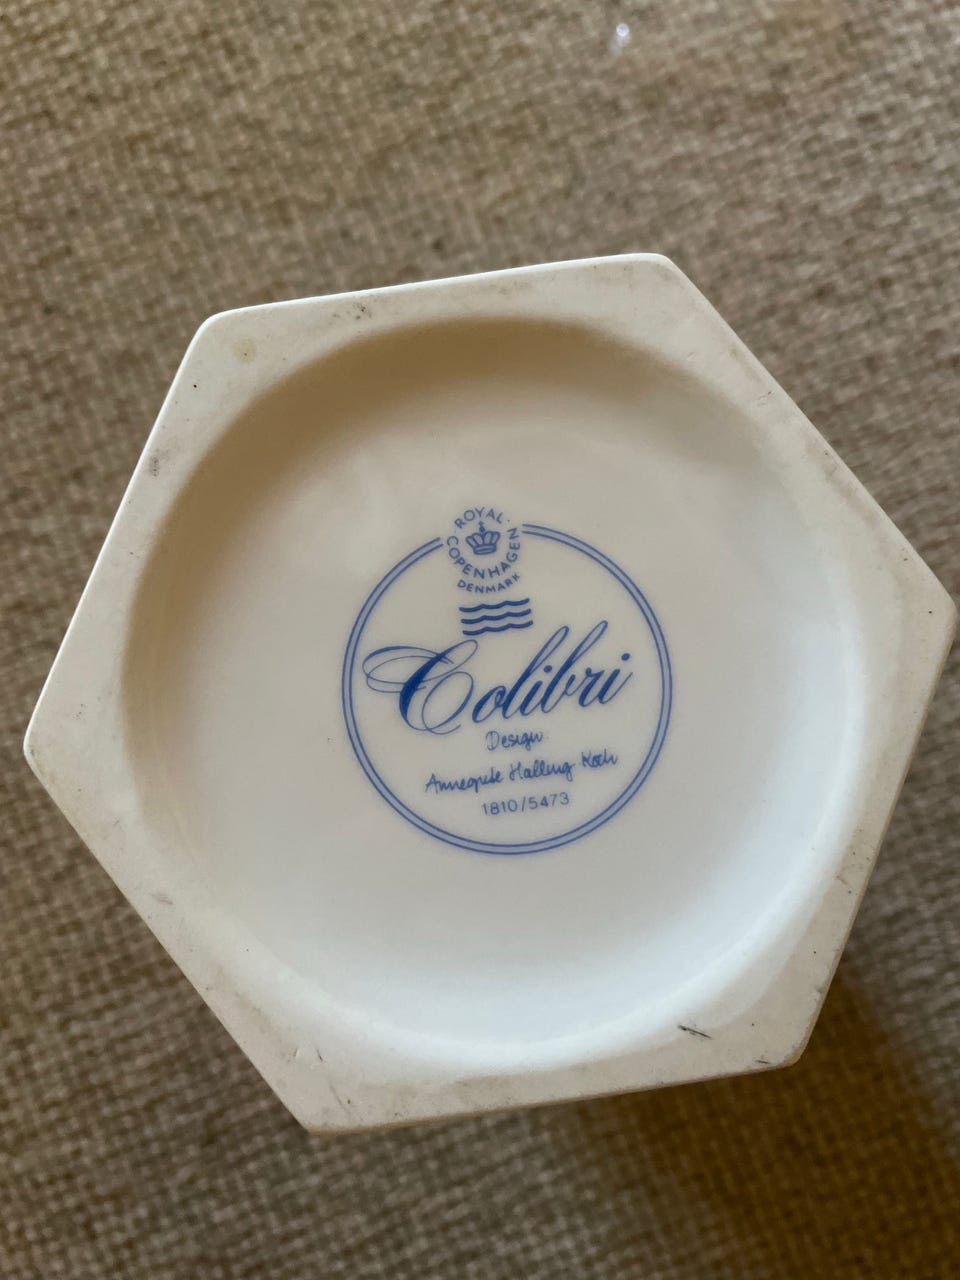 ROYAL
COPENHAGEN
DENMARK
Colibri
Design
Annegrete Halling-Koch
1810/5473